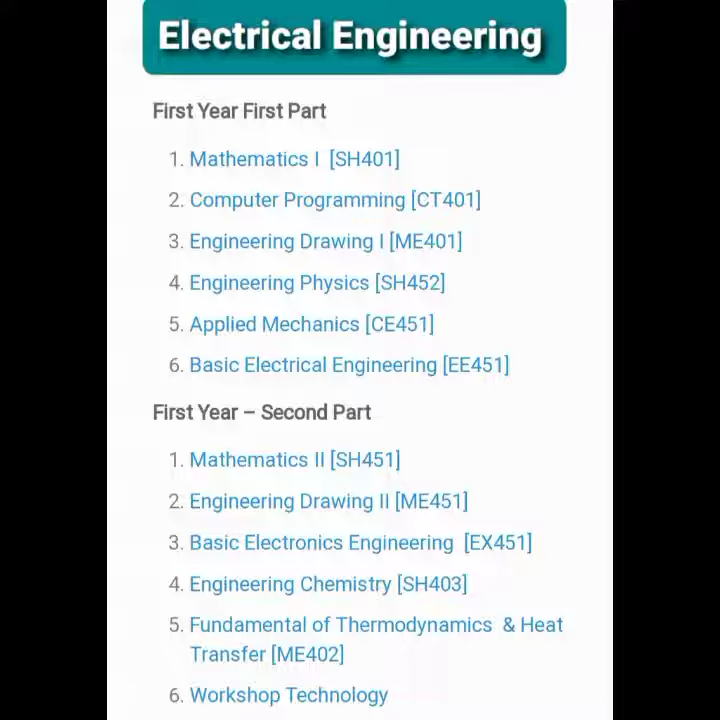 Electrical Engineering
First Year First Part
1. Mathematics I [SH401]
2. Computer Programming [CT401]
3. Engineering Drawing I [ME401]
4. Engineering Physics [SH452]
5. Applied Mechanics [CE451]
6. Basic Electrical Engineering [EE451]
First Year – Second Part
1. Mathematics II [SH451]
2. Engineering Drawing II [ME451]
3. Basic Electronics Engineering [EX451]
4. Engineering Chemistry [SH403]
5. Fundamental of Thermodynamics & Heat
Transfer [ME402]
6. Workshop Technology